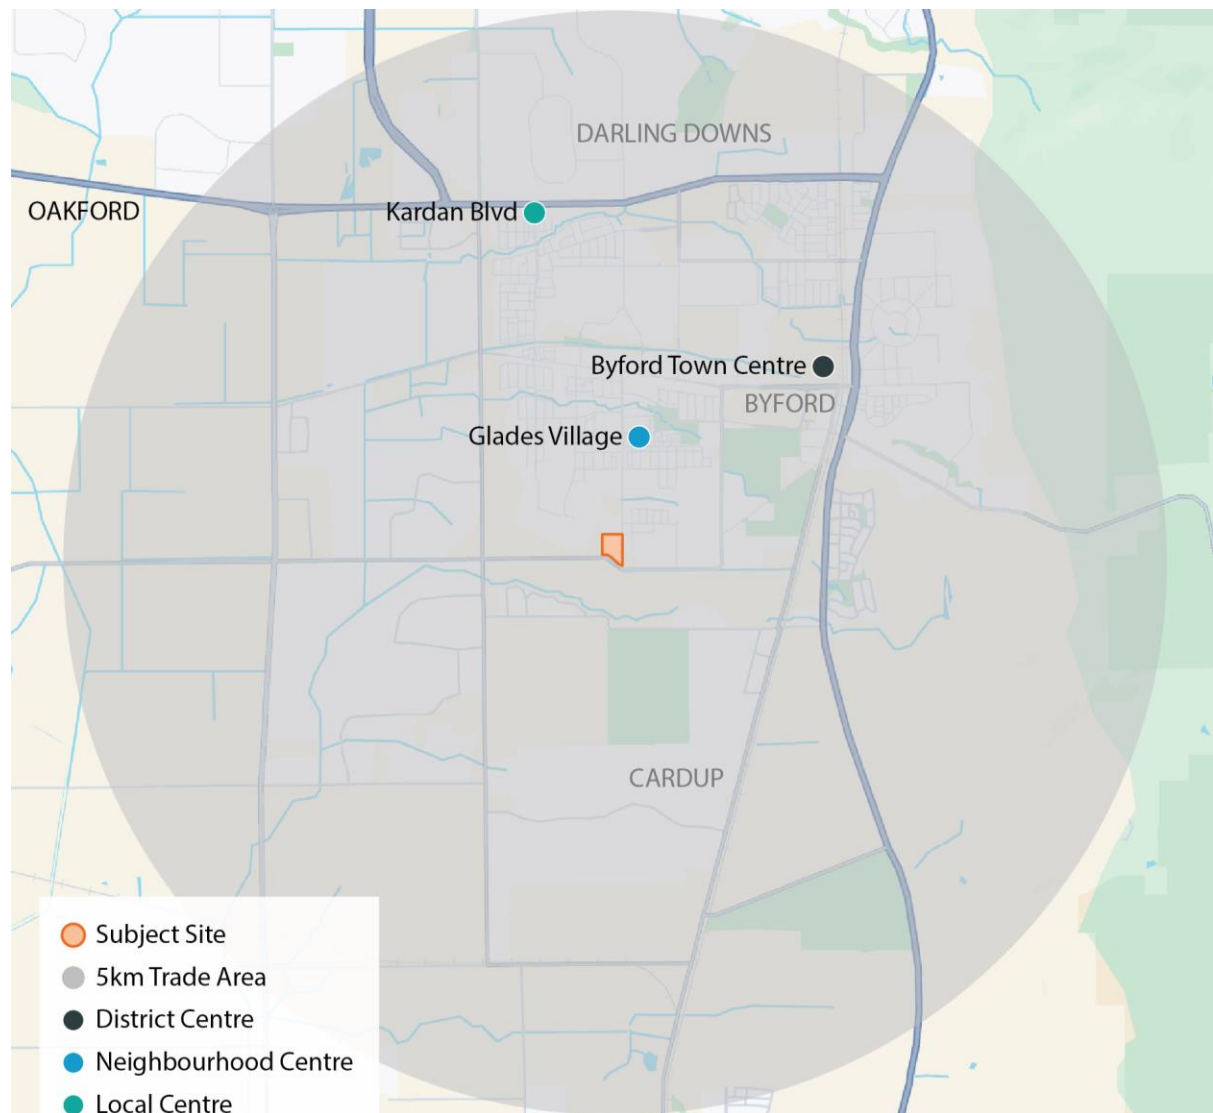 DARLING DOWNS
OAKFORD
Kardan Blvd
Byford Town Centre
BYFORD
Glades Village
CARDUP
Subject Site
5km Trade Area
District Centre
Neighbourhood Centre
Local Centre